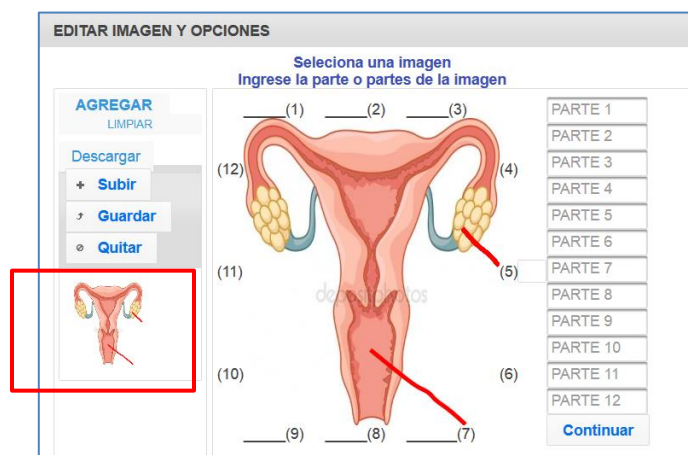 EDITAR IMAGEN Y OPCIONES
Seleciona una imagen
Ingrese la parte o partes de la imagen
AGREGAR
LIMPIAR
Descargar
Subir
Guardar
Quitar
_____(1) _____(2) _____(3)
(12) (4)
(11) (5)
depositphotos
(10) (6)
_____(9) _____(8) _____(7)
PARTE 1
PARTE 2
PARTE 3
PARTE 4
PARTE 5
PARTE 6
PARTE 7
PARTE 8
PARTE 9
PARTE 10
PARTE 11
PARTE 12
Continuar